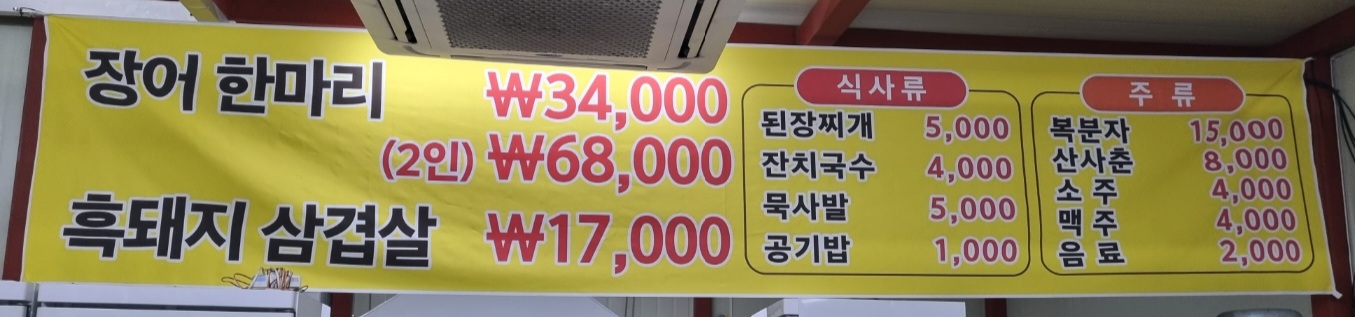 장어 한마리 ₩34,000
(2인) ₩68,000
흑돼지 삼겹살 ₩17,000
식사류
된장찌개 5,000
잔치국수 4,000
묵사발 5,000
공기밥 1,000
주 류
복분자 15,000
산사춘 8,000
소 주 4,000
맥 주 4,000
음 료 2,000